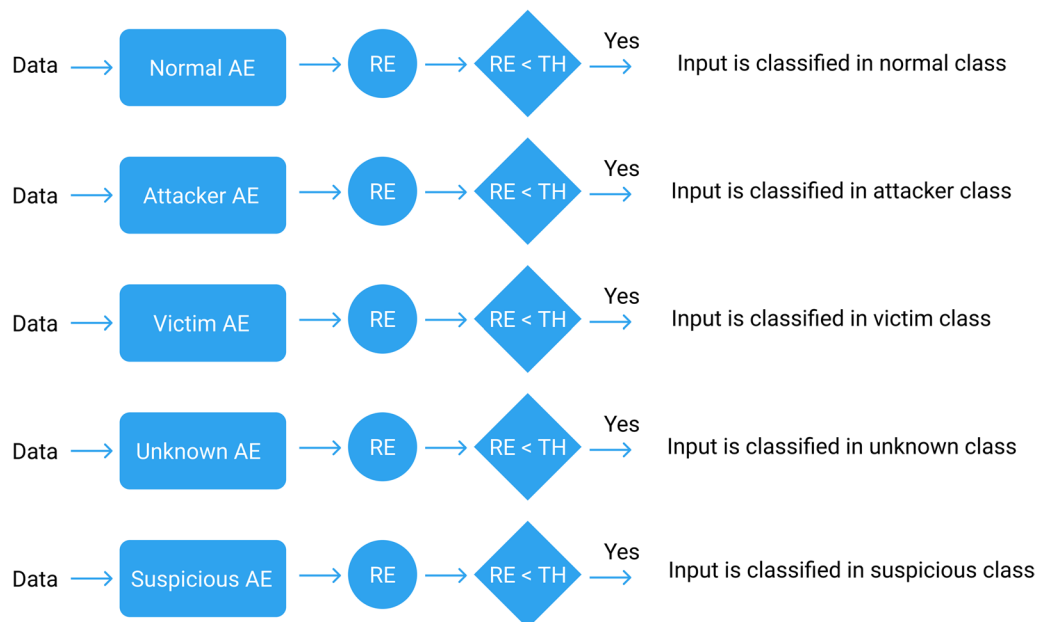 Data Normal AE RE RE < TH Yes Input is classified in normal class
Data Attacker AE RE RE < TH Yes Input is classified in attacker class
Data Victim AE RE RE < TH Yes Input is classified in victim class
Data Unknown AE RE RE < TH Yes Input is classified in unknown class
Data Suspicious AE RE RE < TH Yes Input is classified in suspicious class